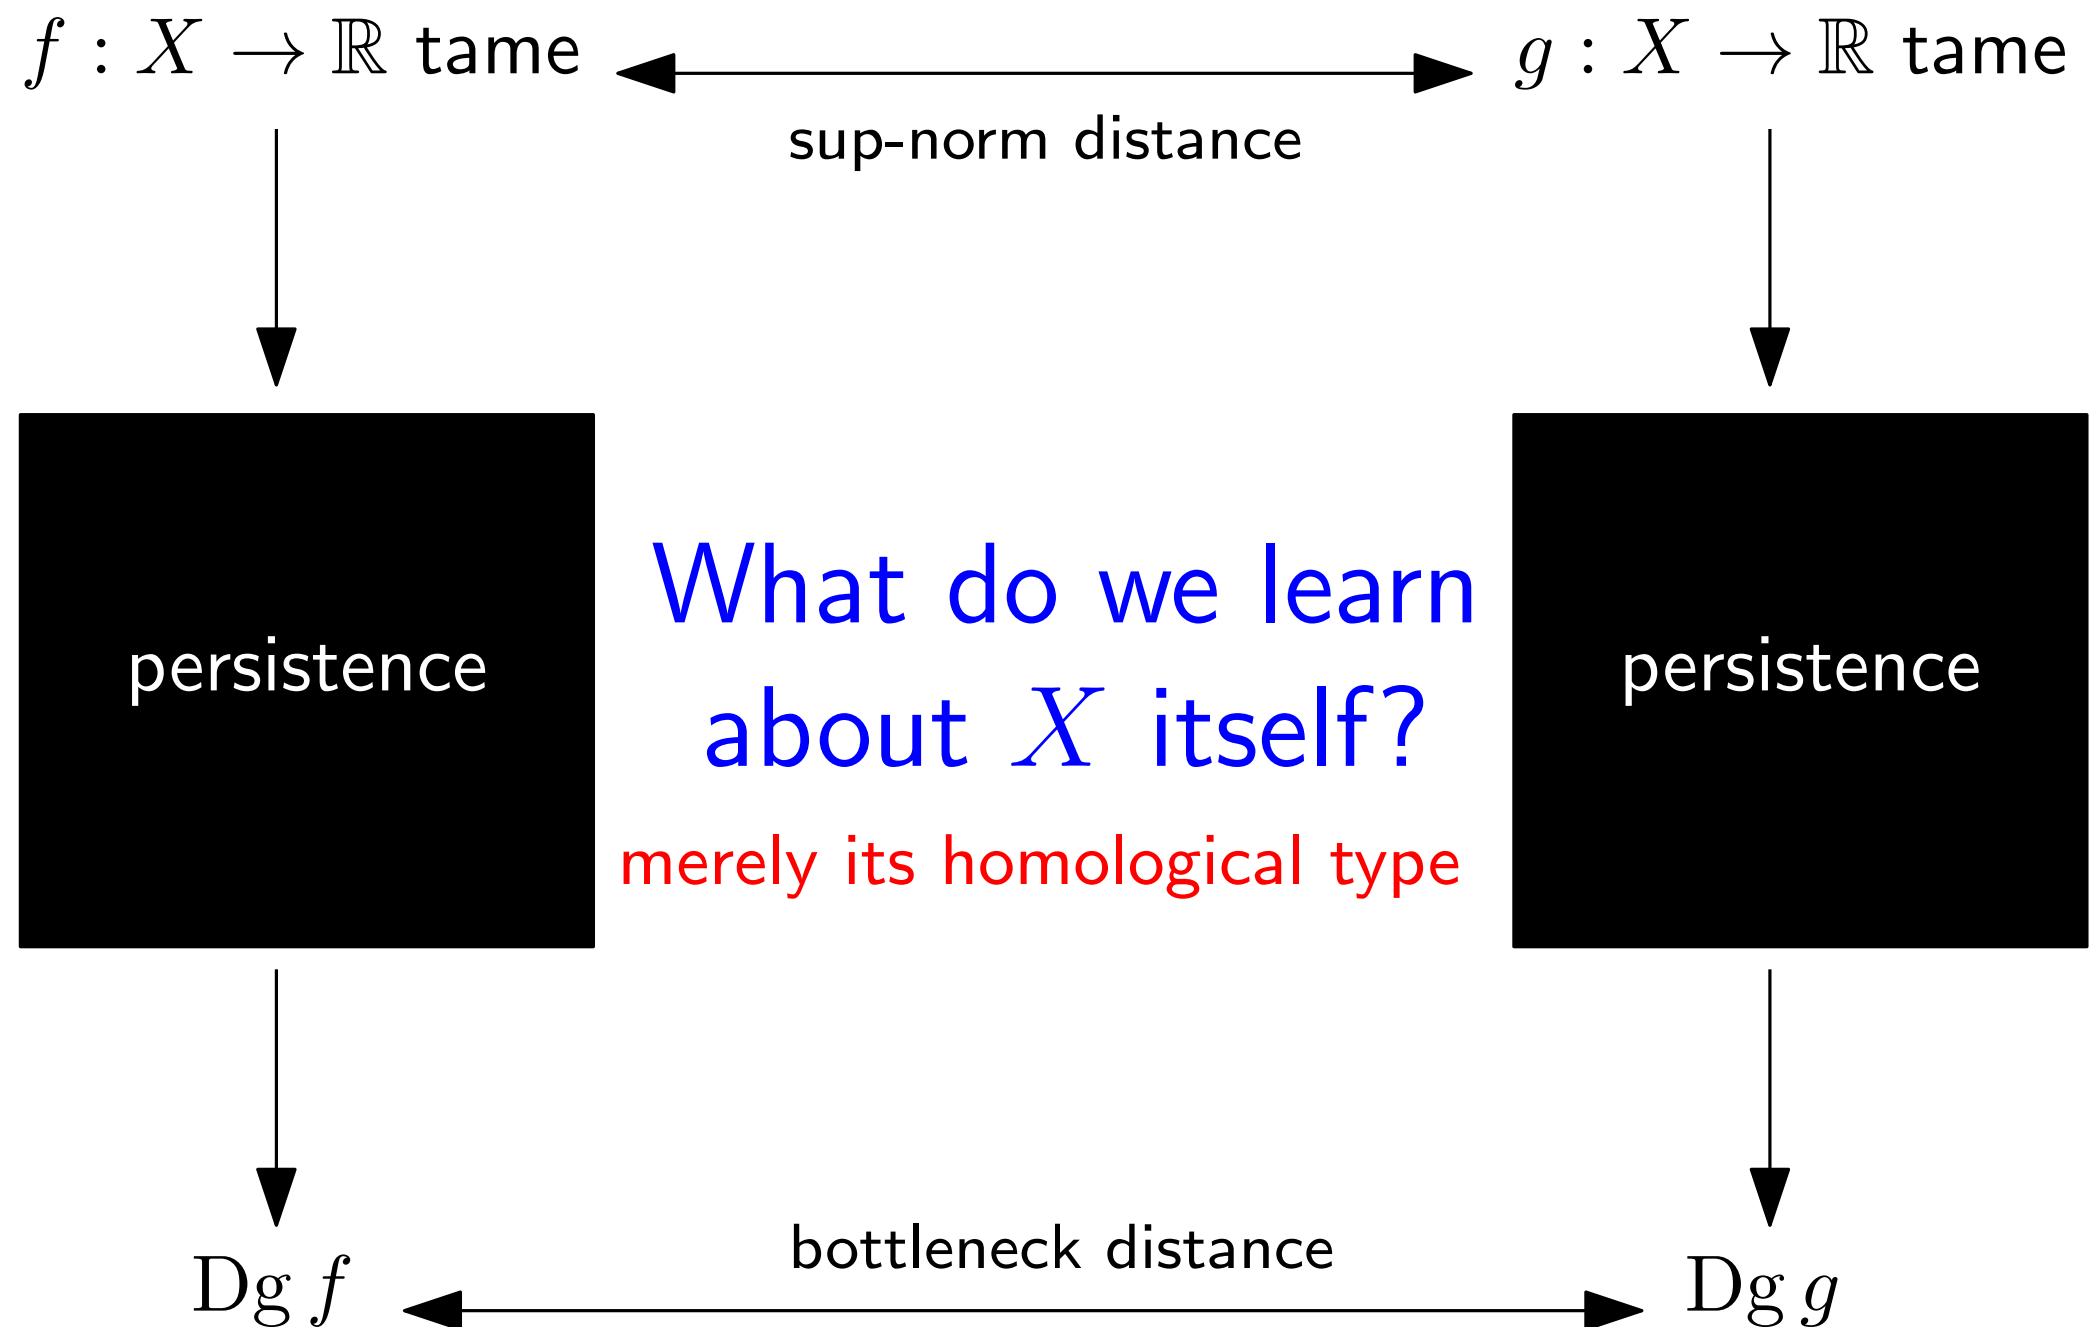 f : X → ℝ tame
g : X → ℝ tame
sup-norm distance
What do we learn
persistence
persistence
about X itself?
merely its homological type
bottleneck distance
Dg f
Dg g